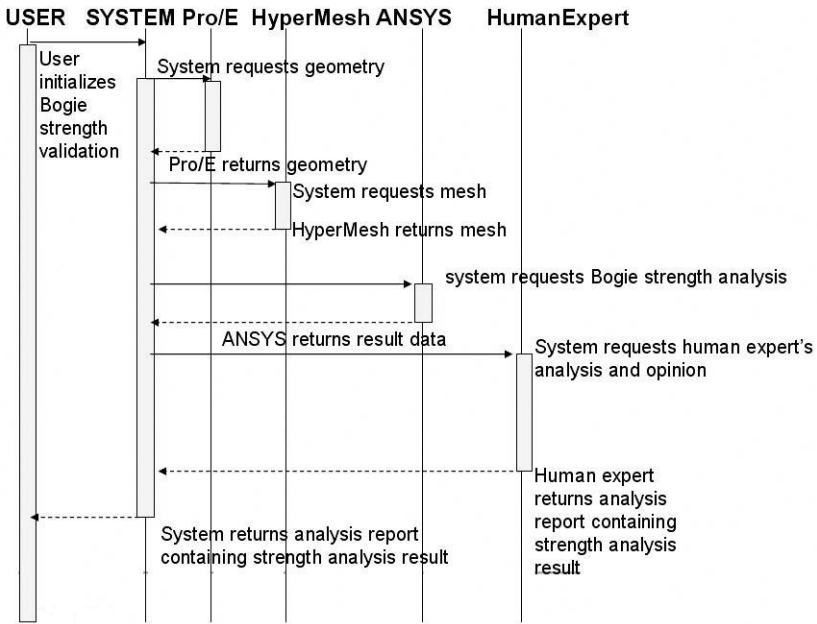 USER SYSTEM Pro/E HyperMesh ANSYS HumanExpert
User
initializes
Bogie
strength
validation
System requests geometry
Pro/E returns geometry
System requests mesh
HyperMesh returns mesh
system requests Bogie strength analysis
ANSYS returns result data
System requests human expert's
analysis and opinion
Human expert
returns analysis
report containing
strength analysis
result
System returns analysis report
containing strength analysis result